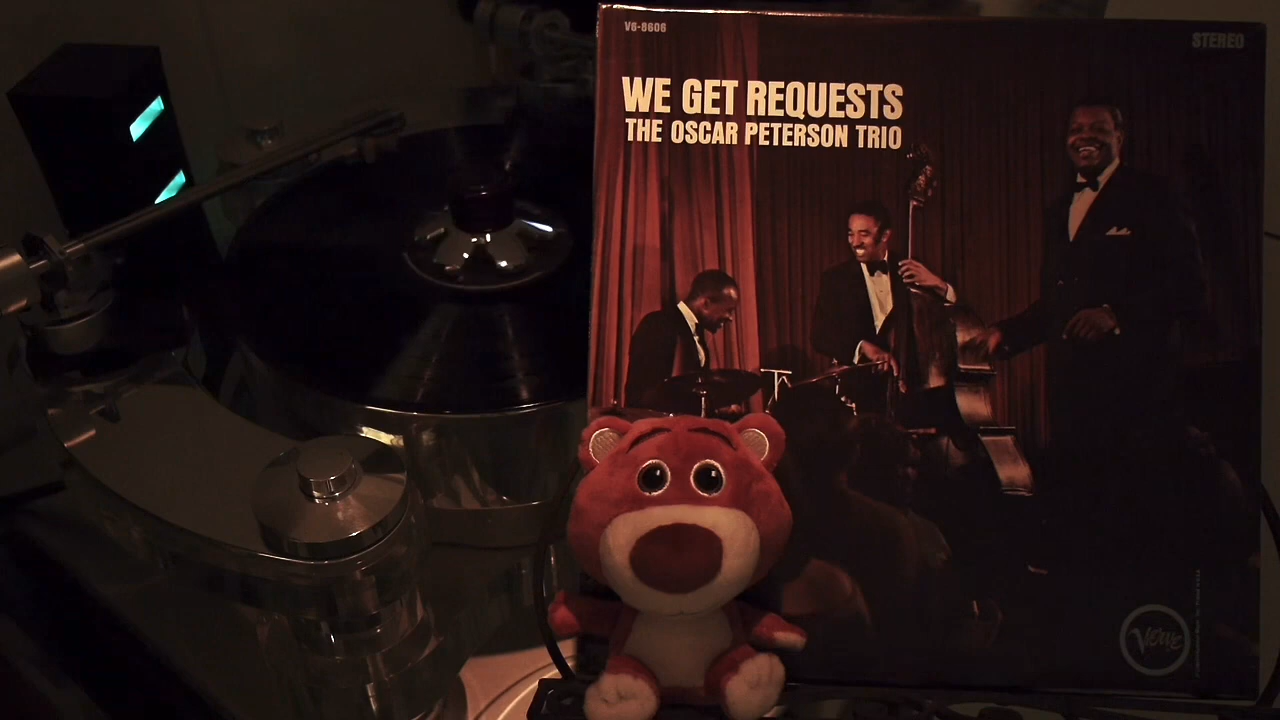 V6-8606
STEREO
WE GET REQUESTS
THE OSCAR PETERSON TRIO
Verve